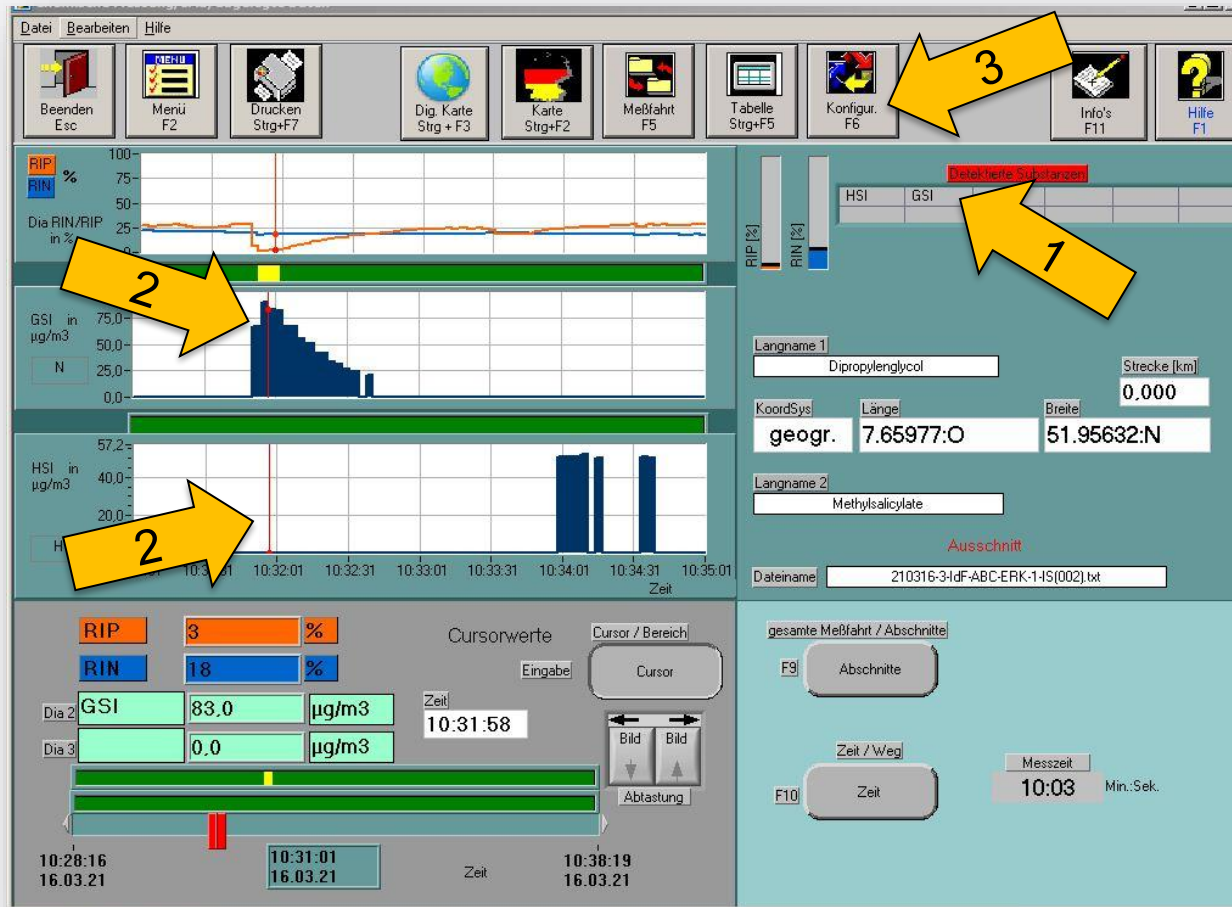 Datei Bearbeiten Hilfe
Beenden
Esc
MENU
Menü
F2
Drucken
Strg+F7
Dig. Karte
Strg + F3
Karte
Strg+F2
Meßfahrt
F5
Tabelle
Strg+F5
Konfigur.
F6
3
Info's
F11
Hilfe
F1
RIP
RIN
%
Dia RIN/RIP
in %
100
75
50
25
0
2
GSI in
µg/m3
N
75,0
50,0
25,0
0,0
HSI in
µg/m3
57,2
40,0
20,0
2
10:32:01 10:32:31 10:33:01 10:33:31 10:34:01 10:34:31 10:35:01
Zeit
RIP [%]
RIN [%]
Detektierte Substanzen
HSI GSI
1
Langname 1
Dipropylenglycol
Strecke [km]
0,000
KoordSys Länge Breite
geogr. 7.65977:O 51.95632:N
Langname 2
Methylsalicylate
Ausschnitt
Dateiname 210316-3-IdF-ABC-ERK-1-IS(002).txt
RIP 3 %
RIN 18 %
Dia 2 GSI 83,0 µg/m3
Dia 3 0,0 µg/m3
Cursorwerte
Cursor / Bereich
Eingabe
Cursor
Zeit
10:31:58
Bild Bild
Abtastung
10:28:16
16.03.21
10:31:01
16.03.21
Zeit
10:38:19
16.03.21
gesamte Meßfahrt / Abschnitte
F9 Abschnitte
Zeit / Weg
F10 Zeit
Messzeit
10:03 Min.:Sek.